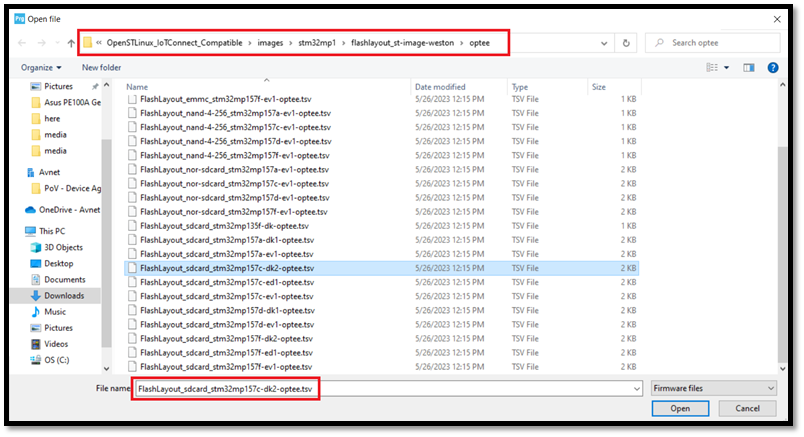 Prg Open file
« OpenSTLinux_IoTConnect_Compatible › images › stm32mp1 › flashlayout_st-image-weston › optee
Search optee
Organize New folder
Name Date modified Type Size
Pictures
Asus PE100A Ge
here
media
media
Avnet
PoV - Device Ag
OneDrive - Avnet
This PC
3D Objects
Desktop
Documents
Downloads
Music
Pictures
Videos
OS (C:)
FlashLayout_emmc_stm32mp157f-ev1-optee.tsv 5/26/2023 12:15 PM TSV File 1 KB
FlashLayout_nand-4-256_stm32mp157a-ev1-optee.tsv 5/26/2023 12:15 PM TSV File 1 KB
FlashLayout_nand-4-256_stm32mp157c-ev1-optee.tsv 5/26/2023 12:15 PM TSV File 1 KB
FlashLayout_nand-4-256_stm32mp157d-ev1-optee.tsv 5/26/2023 12:15 PM TSV File 1 KB
FlashLayout_nand-4-256_stm32mp157f-ev1-optee.tsv 5/26/2023 12:15 PM TSV File 1 KB
FlashLayout_nor-sdcard_stm32mp157a-ev1-optee.tsv 5/26/2023 12:15 PM TSV File 1 KB
FlashLayout_nor-sdcard_stm32mp157c-ev1-optee.tsv 5/26/2023 12:15 PM TSV File 1 KB
FlashLayout_nor-sdcard_stm32mp157d-ev1-optee.tsv 5/26/2023 12:15 PM TSV File 1 KB
FlashLayout_nor-sdcard_stm32mp157f-ev1-optee.tsv 5/26/2023 12:15 PM TSV File 1 KB
FlashLayout_sdcard_stm32mp135f-dk-optee.tsv 5/26/2023 12:15 PM TSV File 2 KB
FlashLayout_sdcard_stm32mp157a-dk1-optee.tsv 5/26/2023 12:15 PM TSV File 2 KB
FlashLayout_sdcard_stm32mp157a-ev1-optee.tsv 5/26/2023 12:15 PM TSV File 2 KB
FlashLayout_sdcard_stm32mp157c-dk2-optee.tsv 5/26/2023 12:15 PM TSV File 2 KB
FlashLayout_sdcard_stm32mp157c-ed1-optee.tsv 5/26/2023 12:15 PM TSV File 2 KB
FlashLayout_sdcard_stm32mp157c-ev1-optee.tsv 5/26/2023 12:15 PM TSV File 2 KB
FlashLayout_sdcard_stm32mp157d-dk1-optee.tsv 5/26/2023 12:15 PM TSV File 2 KB
FlashLayout_sdcard_stm32mp157d-ev1-optee.tsv 5/26/2023 12:15 PM TSV File 2 KB
FlashLayout_sdcard_stm32mp157f-dk2-optee.tsv 5/26/2023 12:15 PM TSV File 2 KB
FlashLayout_sdcard_stm32mp157f-ed1-optee.tsv 5/26/2023 12:15 PM TSV File 2 KB
FlashLayout_sdcard_stm32mp157f-ev1-optee.tsv 5/26/2023 12:15 PM TSV File 2 KB
File name: FlashLayout_sdcard_stm32mp157c-dk2-optee.tsv Firmware files
Open Cancel